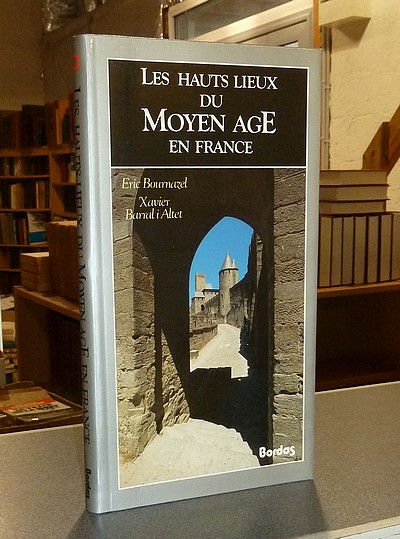 LES HAUTS LIEUX
DU
MOYEN AGE
EN FRANCE
Eric Bournazel
Xavier
Barral i Altet
Bordas
LES HAUTS LIEUX DU MOYEN AGE EN FRANCE
Bordas